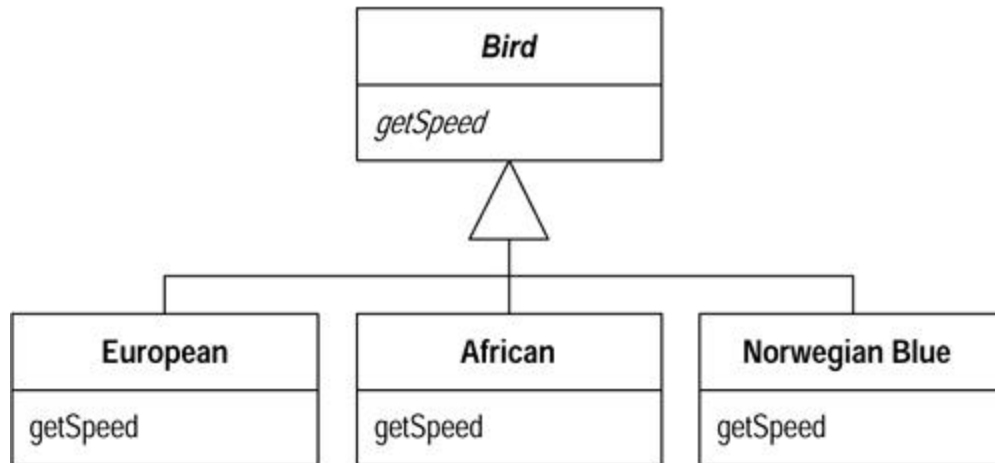 Bird
getSpeed
European
African
Norwegian Blue
getSpeed
getSpeed
getSpeed